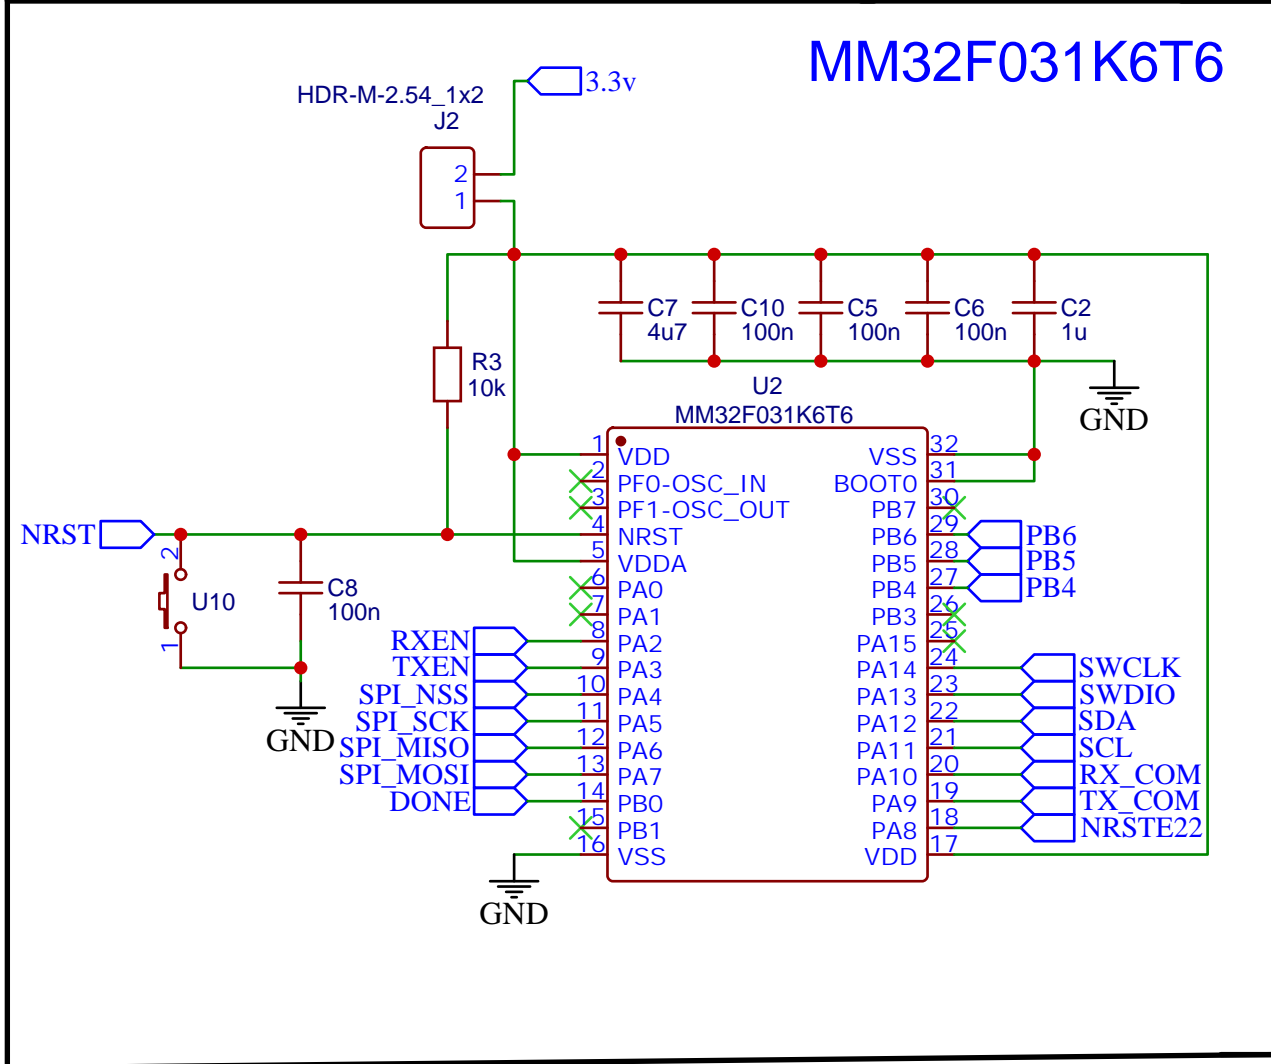 MM32F031K6T6
3.3v
HDR-M-2.54_1x2
J2
2
1
C7
4u7
C10
100n
C5
100n
C6
100n
C2
1u
R3
10k
GND
U2
MM32F031K6T6
1 VDD
2 PF0-OSC_IN
3 PF1-OSC_OUT
4 NRST
5 VDDA
6 PA0
7 PA1
8 PA2
9 PA3
10 PA4
11 PA5
12 PA6
13 PA7
14 PB0
15 PB1
16 VSS
VSS 32
BOOT0 31
PB7 30
PB6 29
PB5 28
PB4 27
PB3 26
PA15 25
PA14 24
PA13 23
PA12 22
PA11 21
PA10 20
PA9 19
PA8 18
VDD 17
NRST
2
U10
1
C8
100n
GND
RXEN
TXEN
SPI_NSS
SPI_SCK
SPI_MISO
SPI_MOSI
DONE
PB6
PB5
PB4
SWCLK
SWDIO
SDA
SCL
RX_COM
TX_COM
NRSTE22
GND